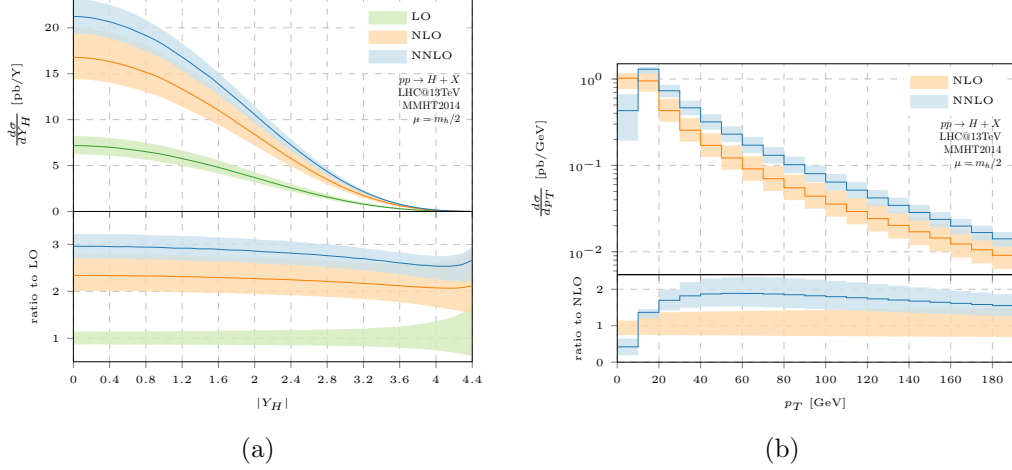 dσ/dY_H [pb/Y]
20
15
10
5
0
LO
NLO
NNLO
pp → H + X
LHC@13TeV
MMHT2014
μ = m_h/2
ratio to LO
3
2
1
0 0.4 0.8 1.2 1.6 2 2.4 2.8 3.2 3.6 4 4.4
|Y_H|
(a)
dσ/dp_T [pb/GeV]
10^0
10^−1
10^−2
NLO
NNLO
pp → H + X
LHC@13TeV
MMHT2014
μ = m_h/2
ratio to NLO
2
1
0
0 20 40 60 80 100 120 140 160 180
p_T [GeV]
(b)